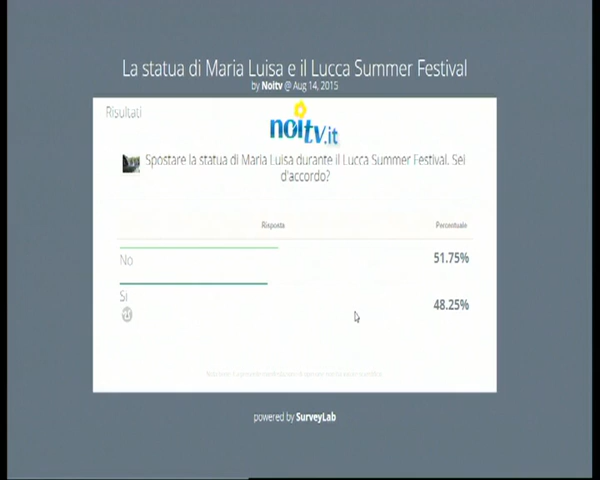 La statua di Maria Luisa e il Lucca Summer Festival
by Noitv @ Aug 14, 2015
Risultati
noitv.it
Spostare la statua di Maria Luisa durante il Lucca Summer Festival. Sei
d'accordo?
Risposta Percentuale
No 51.75%
Si 48.25%
powered by SurveyLab